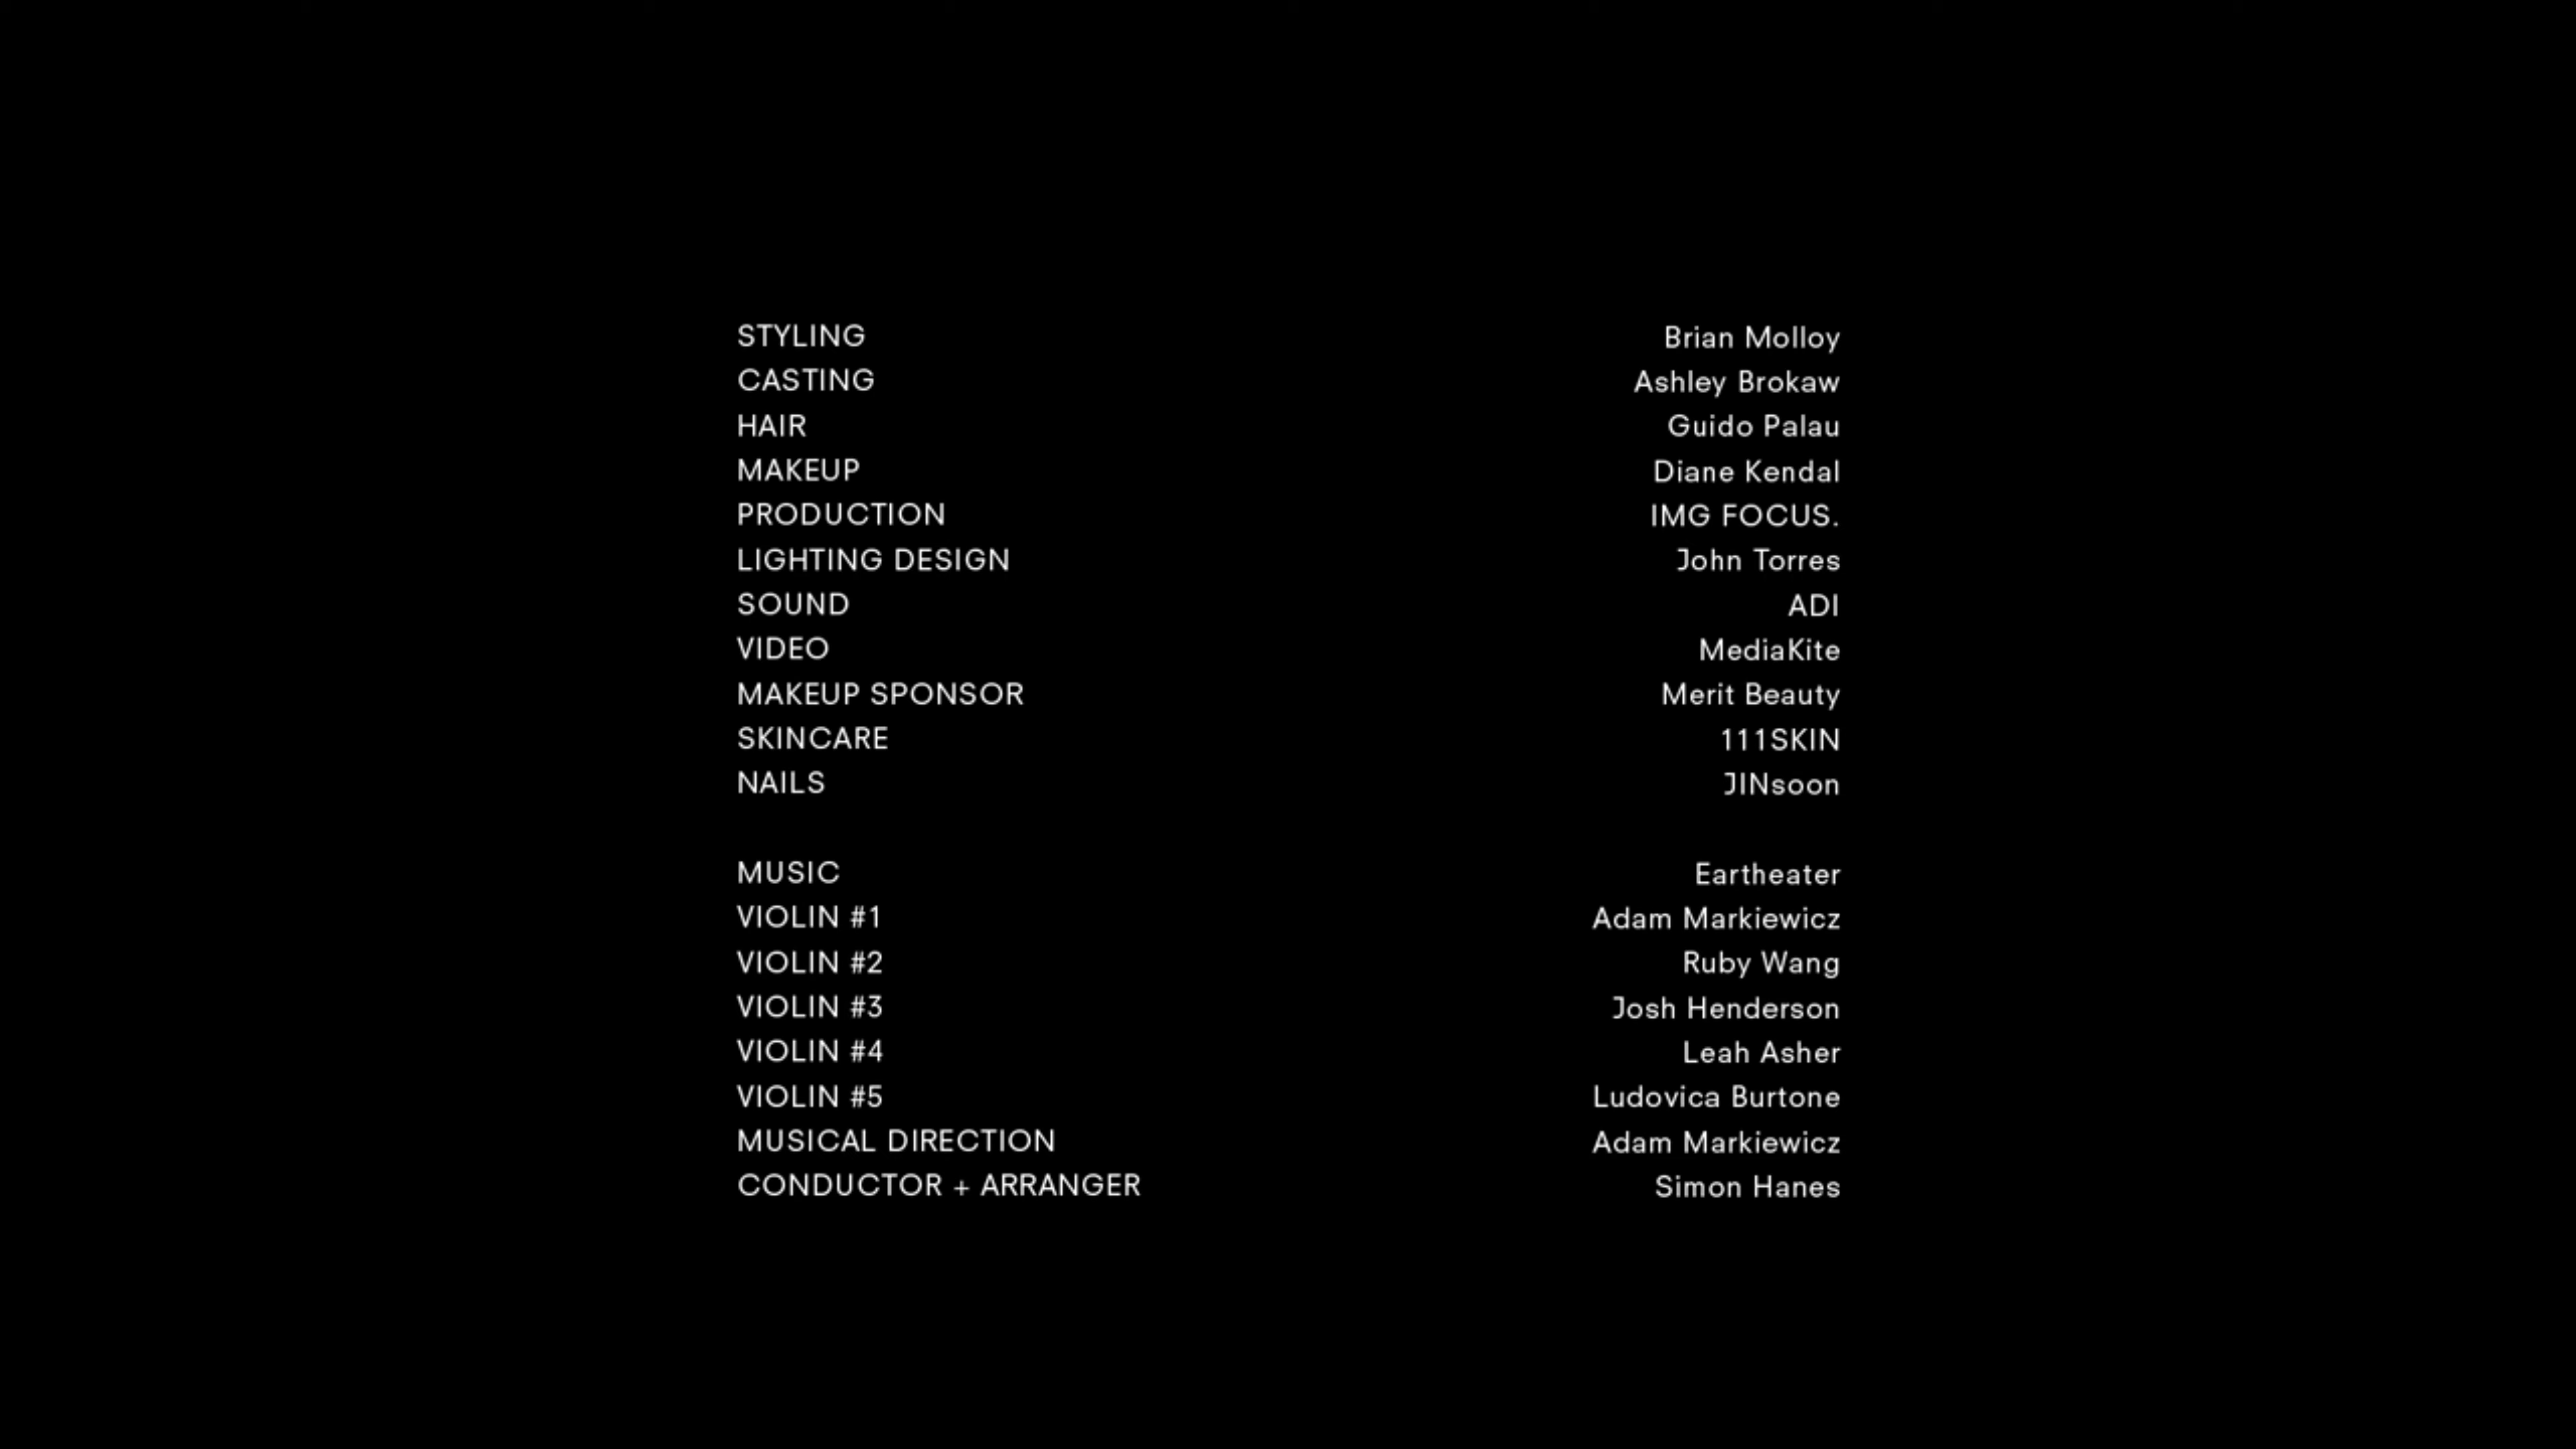 STYLING Brian Molloy
CASTING Ashley Brokaw
HAIR Guido Palau
MAKEUP Diane Kendal
PRODUCTION IMG FOCUS.
LIGHTING DESIGN John Torres
SOUND ADI
VIDEO MediaKite
MAKEUP SPONSOR Merit Beauty
SKINCARE 111SKIN
NAILS JINsoon
MUSIC Eartheater
VIOLIN #1 Adam Markiewicz
VIOLIN #2 Ruby Wang
VIOLIN #3 Josh Henderson
VIOLIN #4 Leah Asher
VIOLIN #5 Ludovica Burtone
MUSICAL DIRECTION Adam Markiewicz
CONDUCTOR + ARRANGER Simon Hanes